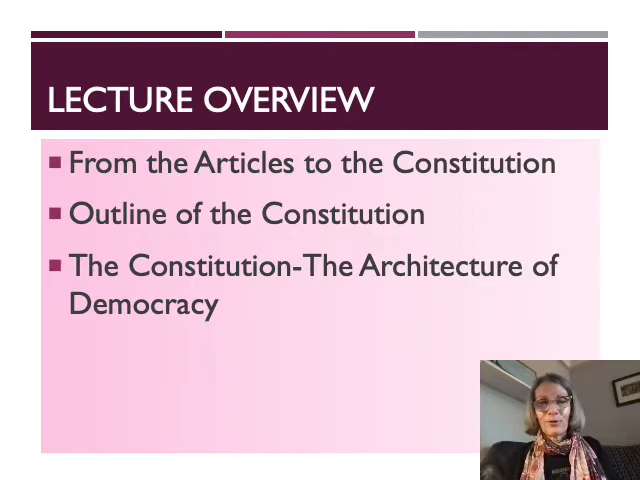 LECTURE OVERVIEW
From the Articles to the Constitution
Outline of the Constitution
The Constitution-The Architecture of
Democracy